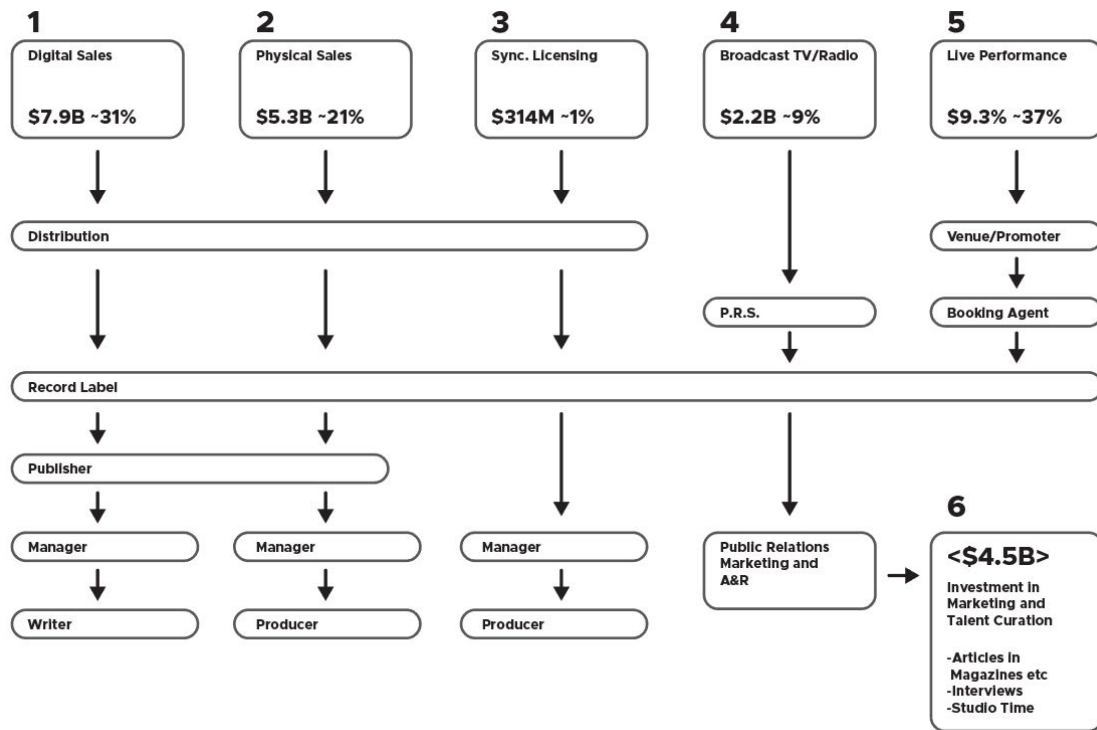 1
2
3
4
5
Digital Sales
$7.9B ~31%
Physical Sales
$5.3B ~21%
Sync. Licensing
$314M ~1%
Broadcast TV/Radio
$2.2B ~9%
Live Performance
$9.3% ~37%
Distribution
Venue/Promoter
P.R.S.
Booking Agent
Record Label
Publisher
Manager
Manager
Manager
Writer
Producer
Producer
Public Relations
Marketing and
A&R
6
<$4.5B>
Investment in
Marketing and
Talent Curation
-Articles in
Magazines etc
-Interviews
-Studio Time